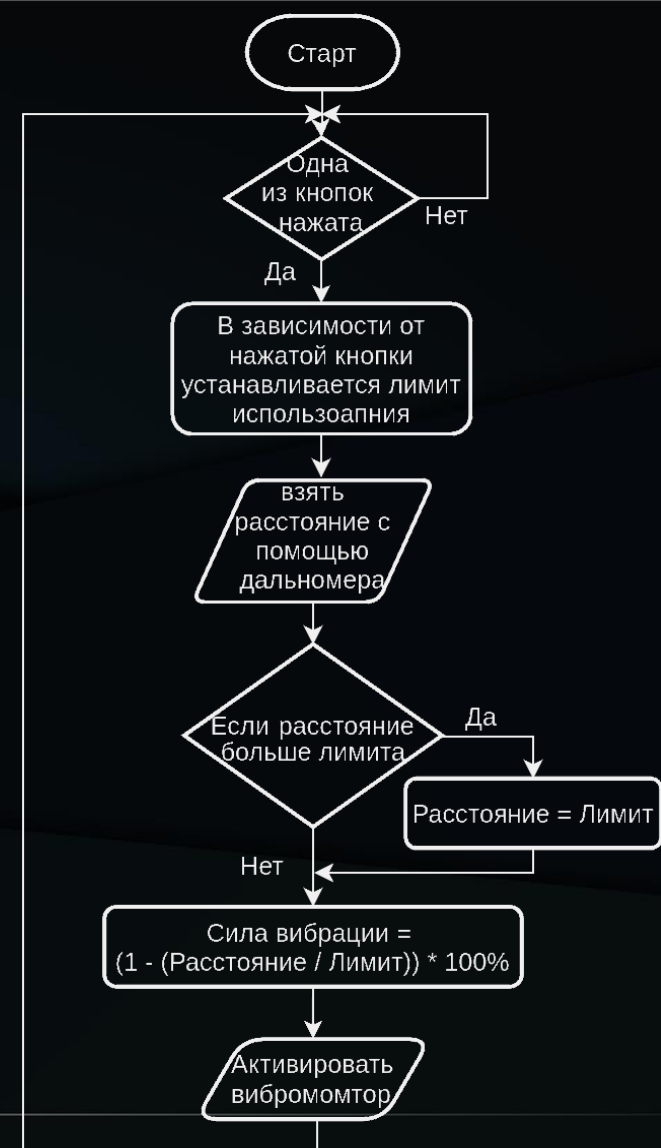 Старт
Одна
из кнопок
нажата
Нет
Да
В зависимости от
нажатой кнопки
устанавливается лимит
использоапния
взять
расстояние с
помощью
дальномера
Если расстояние
больше лимита
Да
Расстояние = Лимит
Нет
Сила вибрации =
(1 - (Расстояние / Лимит)) * 100%
Активировать
вибромомтор